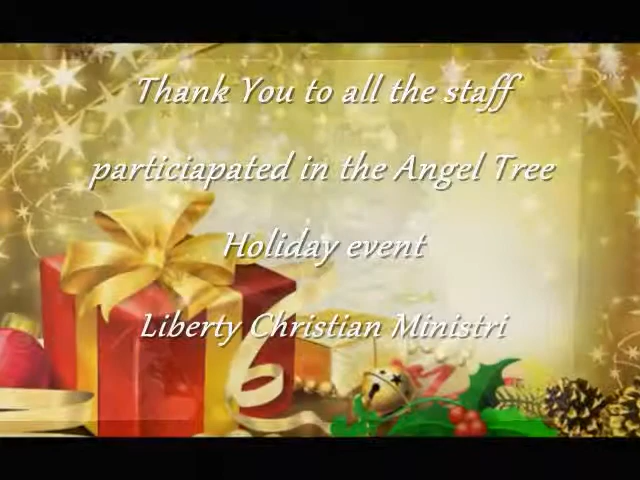 Thank You to all the staff
particiapated in the Angel Tree
Holiday event
Liberty Christian Ministri